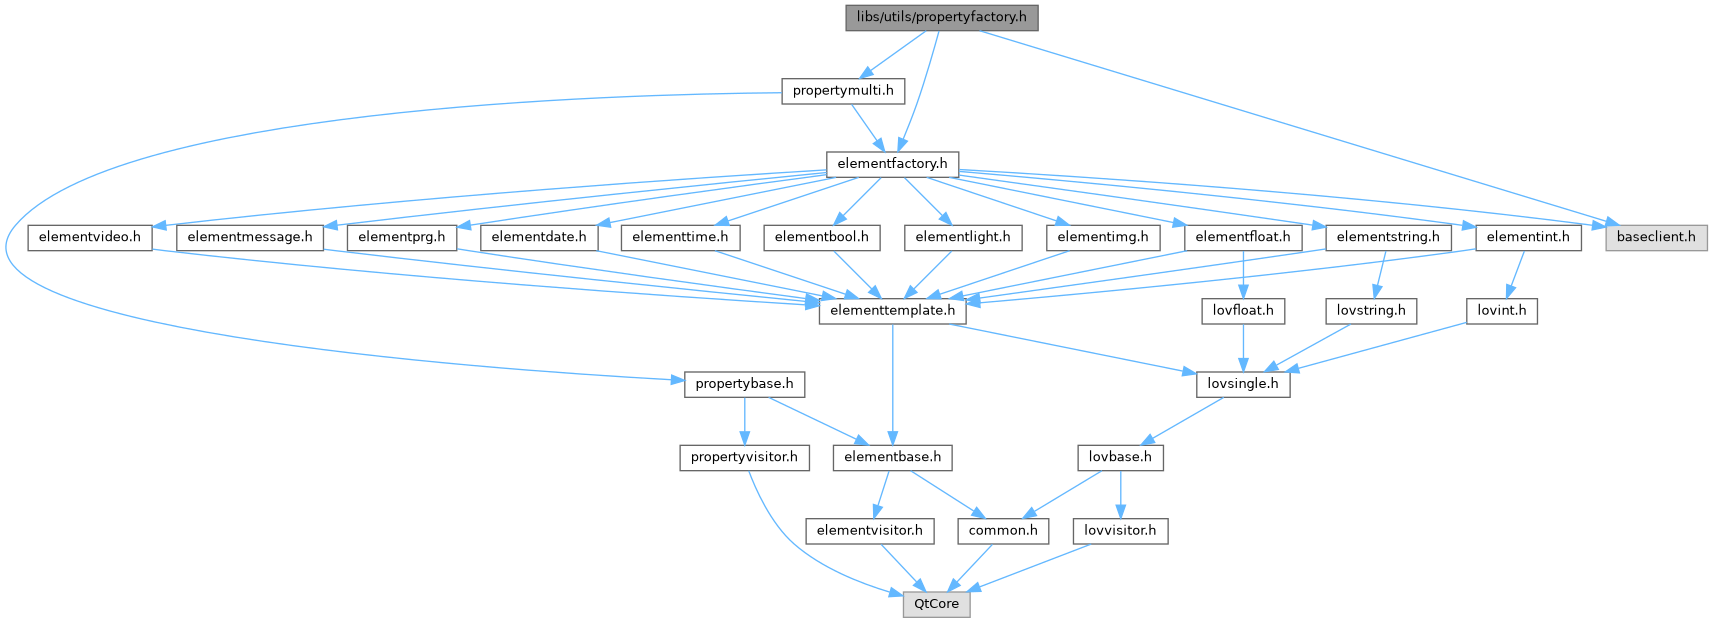 libs/utils/propertyfactory.h
propertymulti.h
elementfactory.h
elementvideo.h
elementmessage.h
elementprg.h
elementdate.h
elementtime.h
elementbool.h
elementlight.h
elementimg.h
elementfloat.h
elementstring.h
elementint.h
baseclient.h
elementtemplate.h
lovfloat.h
lovstring.h
lovint.h
propertybase.h
lovsingle.h
propertyvisitor.h
elementbase.h
lovbase.h
elementvisitor.h
common.h
lovvisitor.h
QtCore